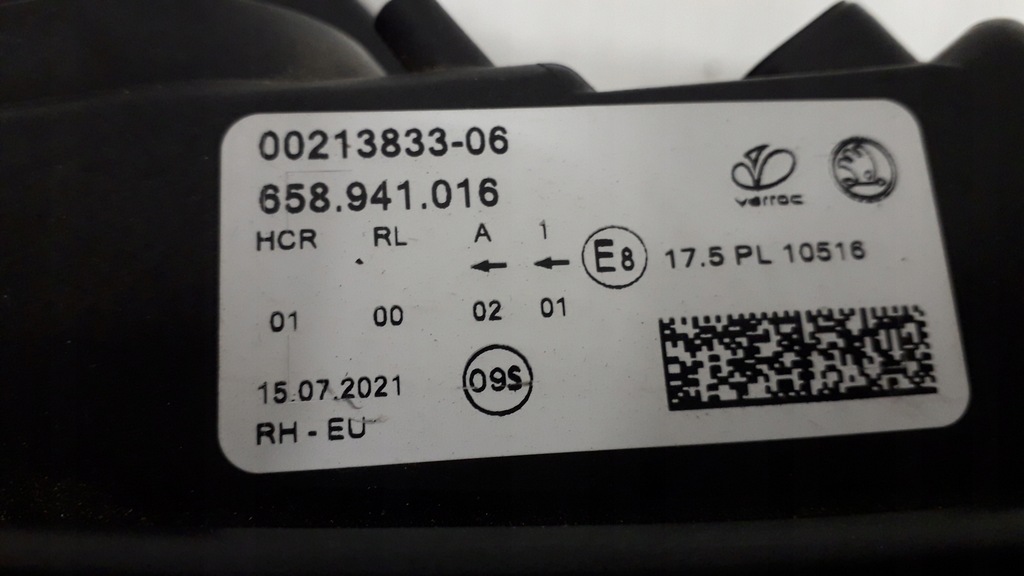 00213833-06
658.941.016
varroc
HCR RL A 1
← ←
E8 17.5 PL 10516
01 00 02 01
15.07.2021 09S
RH - EU